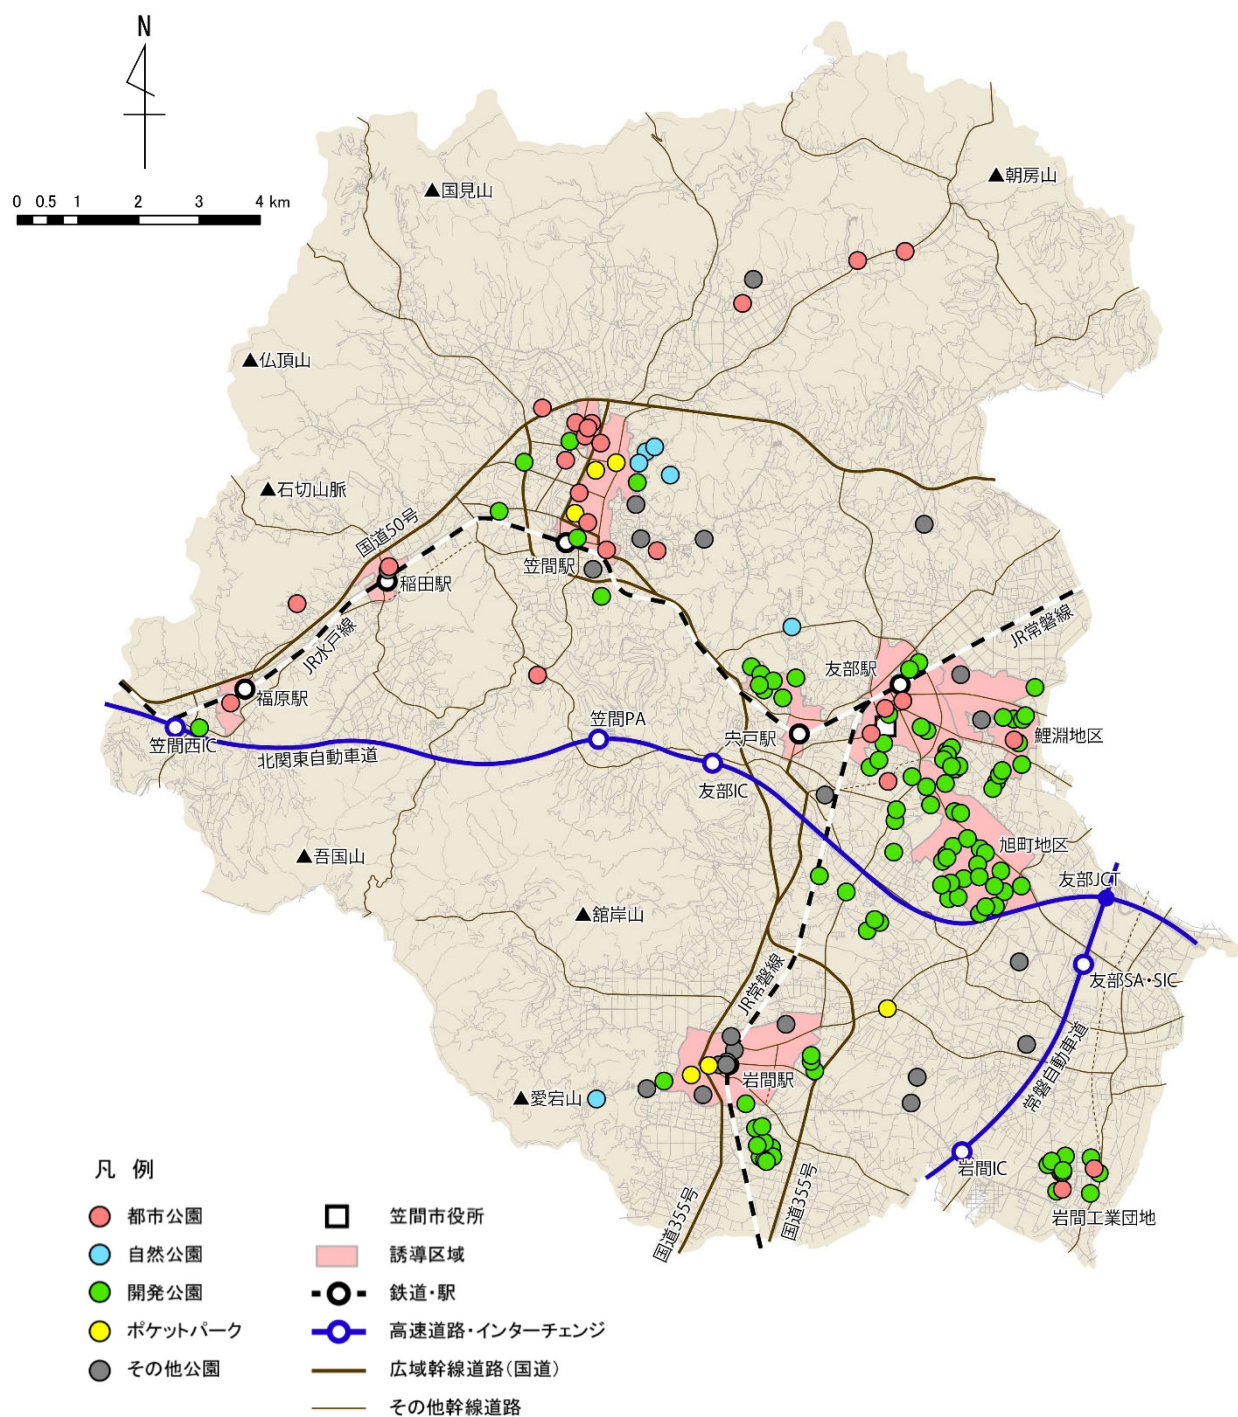 N
0 0.5 1 2 3 4 km
▲国見山
▲朝房山
▲仏頂山
▲石切山脈
国道50号
笠間駅
稲田駅
JR水戸線
JR常磐線
友部駅
福原駅
笠間PA
宍戸駅
鯉淵地区
笠間西IC
北関東自動車道
友部IC
▲吾国山
旭町地区
友部JCT
▲舘岸山
JR常磐線
友部SA・SIC
岩間駅
常磐自動車道
▲愛宕山
岩間IC
国道355号
国道355号
岩間工業団地
凡 例
都市公園
自然公園
開発公園
ポケットパーク
その他公園
笠間市役所
誘導区域
鉄道・駅
高速道路・インターチェンジ
広域幹線道路(国道)
その他幹線道路